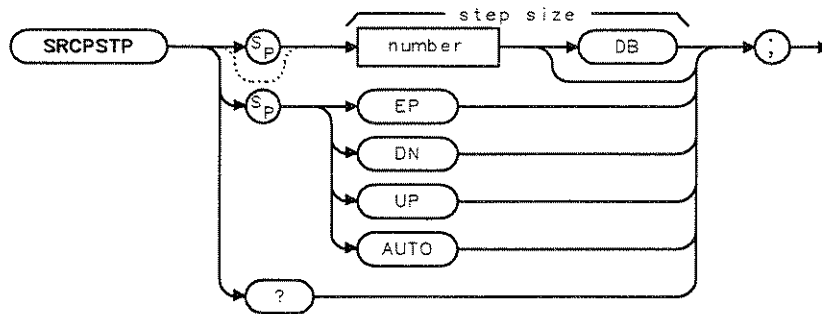 step size
SRCPSTP SP number DB ;
SP EP
DN
UP
AUTO
?